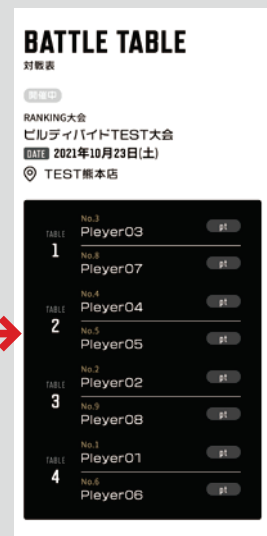 BATTLE TABLE
対戦表
開催中
RANKING大会
ビルディバイドTEST大会
DATE 2021年10月23日(土)
TEST熊本店
TABLE 1
No.3
Pleyer03 pt
No.8
Pleyer07 pt
TABLE 2
No.4
Pleyer04 pt
No.5
Pleyer05 pt
TABLE 3
No.2
Pleyer02 pt
No.9
Pleyer08 pt
TABLE 4
No.1
Pleyer01 pt
No.6
Pleyer06 pt